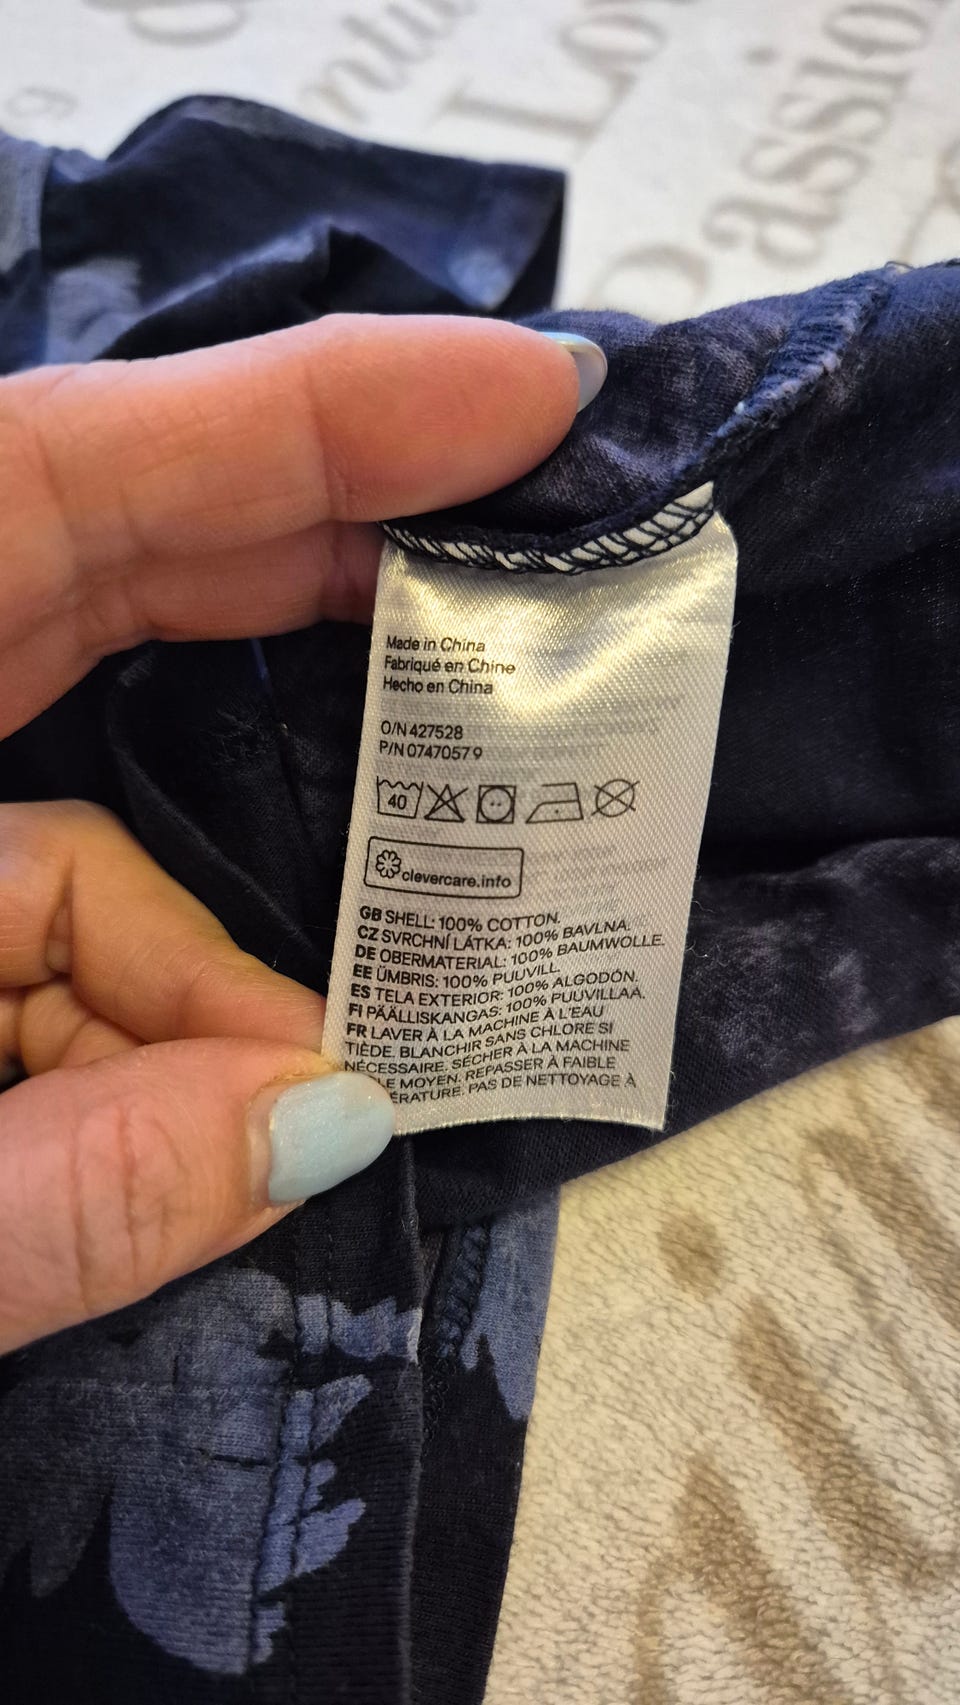 Passion
Made in China
Fabriqué en Chine
Hecho en China
O/N 427528
P/N 07470579
40
clevercare.info
GB SHELL: 100% COTTON.
CZ SVRCHNÍ LÁTKA: 100% BAVLNA.
DE OBERMATERIAL: 100% BAUMWOLLE.
EE ÜMBRIS: 100% PUUVILL.
ES TELA EXTERIOR: 100% ALGODÓN.
FI PÄÄLLISKANGAS: 100% PUUVILLAA.
FR LAVER À LA MACHINE À L'EAU
TIÈDE. BLANCHIR SANS CHLORE SI
NÉCESSAIRE. SÉCHER À LA MACHINE
MOYEN. REPASSER À FAIBLE
PAS DE NETTOYAGE À